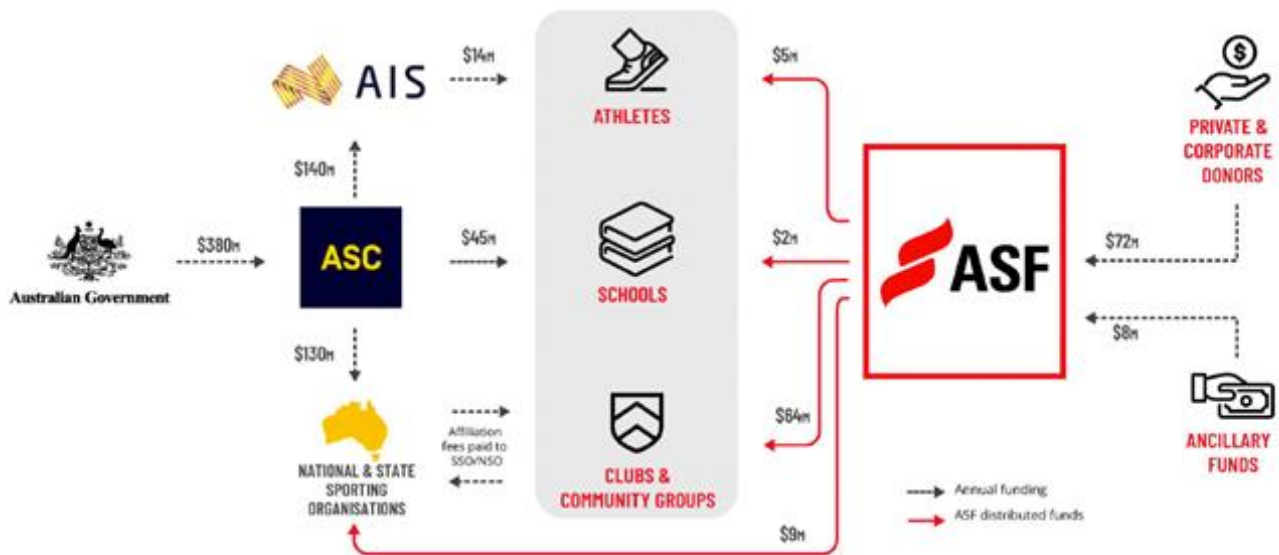 $14M
AIS
$140M
Australian Government
$380M
ASC
$45M
$130M
NATIONAL & STATE
SPORTING
ORGANISATIONS
Affiliation
fees paid to
SSO/NSO
ATHLETES
SCHOOLS
CLUBS &
COMMUNITY GROUPS
$5M
$2M
$64M
$9M
ASF
$72M
$8M
$
PRIVATE &
CORPORATE
DONORS
ANCILLARY
FUNDS
Annual funding
ASF distributed funds